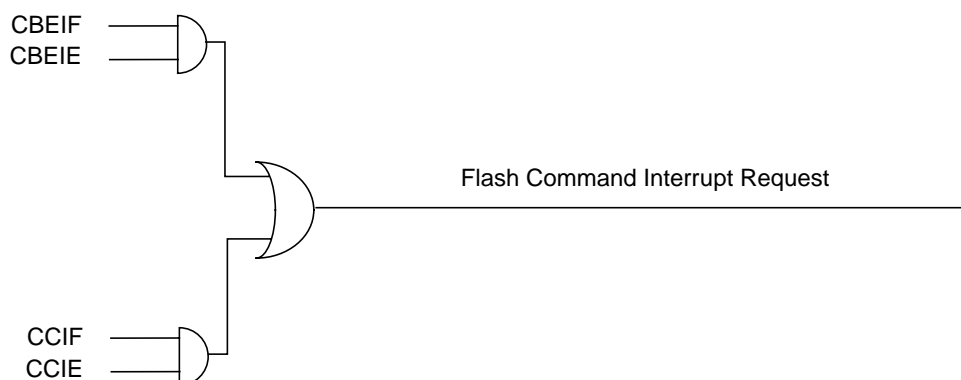 CBEIF
CBEIE
Flash Command Interrupt Request
CCIF
CCIE